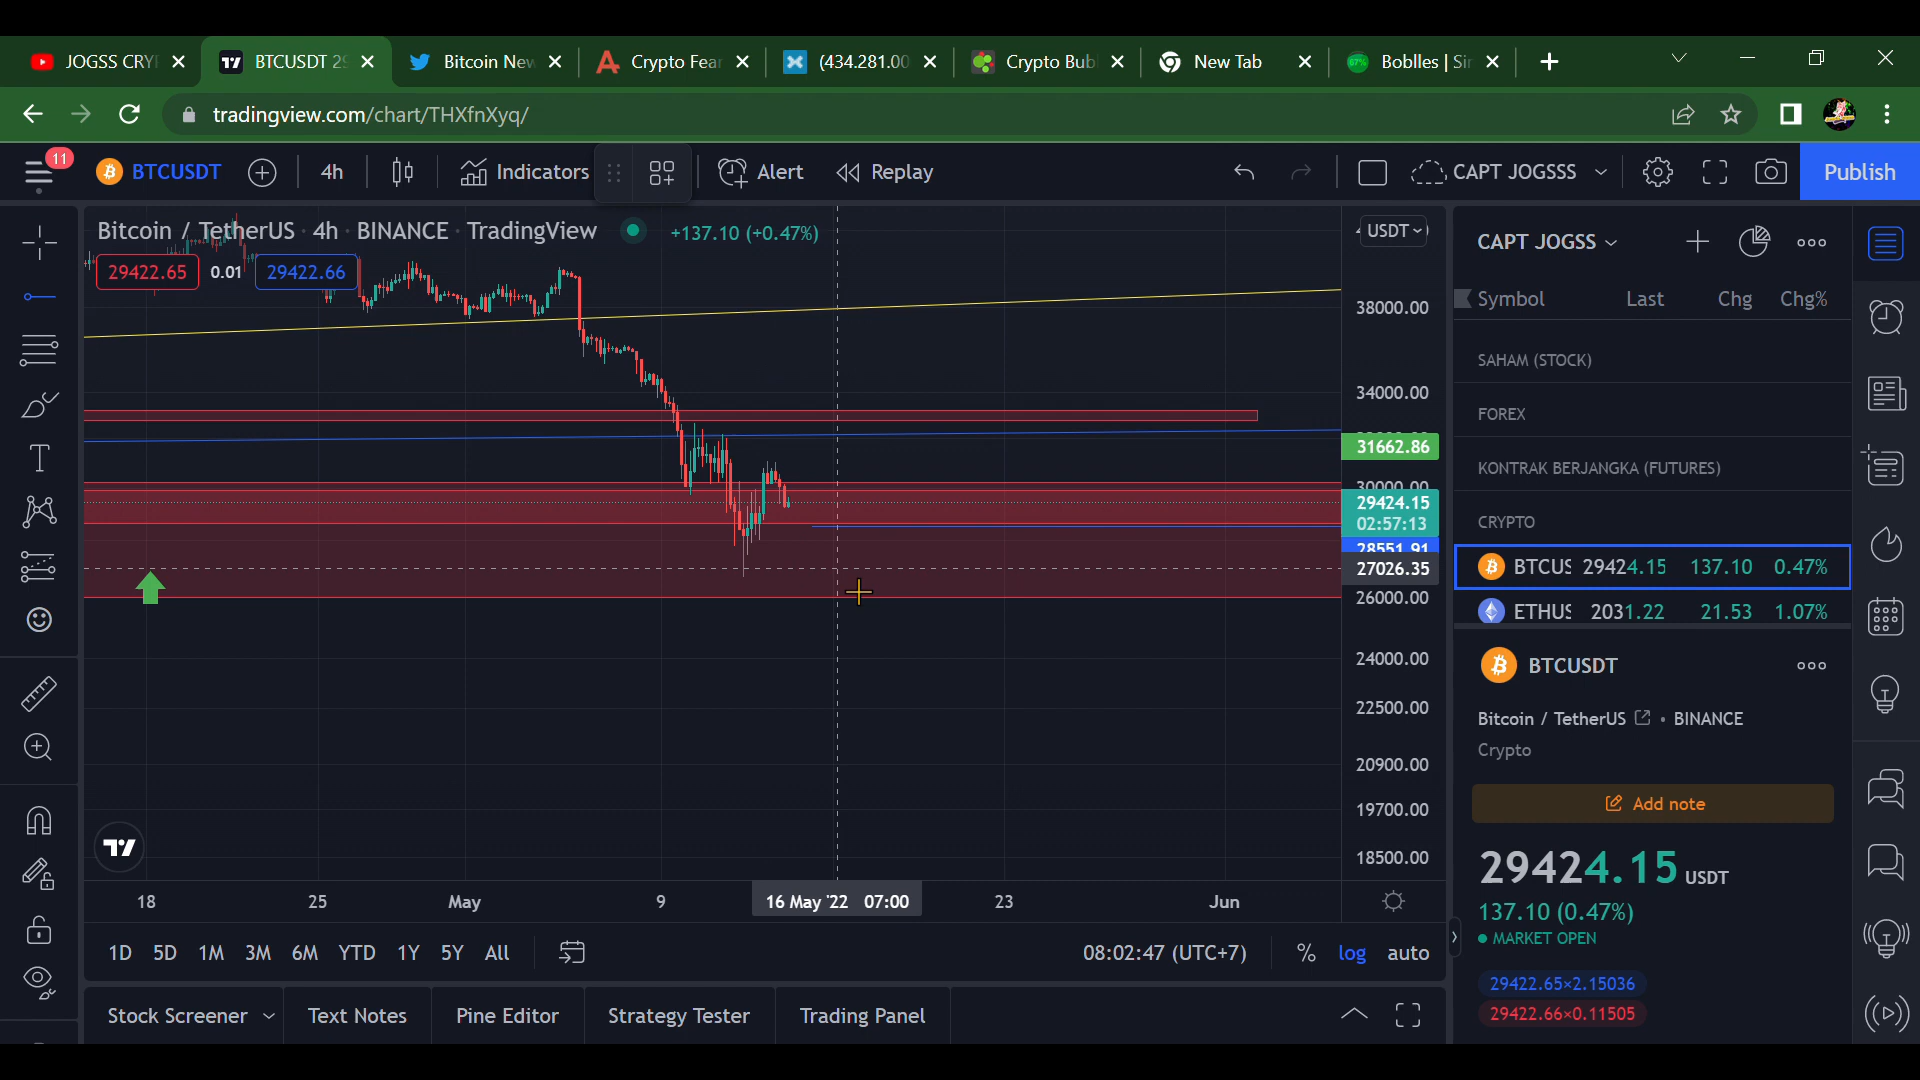 JOGSS CRYP
BTCUSDT 29
Bitcoin New
Crypto Fear
(434.281.00
Crypto Bub
New Tab
Boblles | Sin
tradingview.com/chart/THXfnXyq/
11
BTCUSDT
4h
Indicators
Alert
Replay
CAPT JOGSSS
Publish
Bitcoin / TetherUS · 4h · BINANCE · TradingView
+137.10 (+0.47%)
29422.65
0.01
29422.66
USDT
38000.00
34000.00
31662.86
30000.00
29424.15
02:57:13
28551.91
27026.35
26000.00
24000.00
22500.00
20900.00
19700.00
18500.00
18
25
May
9
16 May '22 07:00
23
Jun
1D 5D 1M 3M 6M YTD 1Y 5Y All
08:02:47 (UTC+7)
%
log
auto
Stock Screener
Text Notes
Pine Editor
Strategy Tester
Trading Panel
CAPT JOGSS
Symbol Last Chg Chg%
SAHAM (STOCK)
FOREX
KONTRAK BERJANGKA (FUTURES)
CRYPTO
BTCUS 29424.15 137.10 0.47%
ETHUS 2031.22 21.53 1.07%
BTCUSDT
Bitcoin / TetherUS • BINANCE
Crypto
Add note
29424.15 USDT
137.10 (0.47%)
MARKET OPEN
29422.65×2.15036
29422.66×0.11505